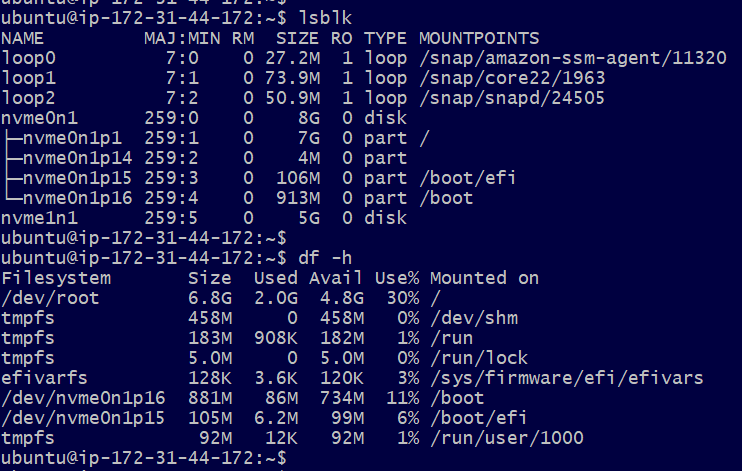 ubuntu@ip-172-31-44-172:~$
ubuntu@ip-172-31-44-172:~$ lsblk
NAME         MAJ:MIN RM  SIZE RO TYPE MOUNTPOINTS
loop0          7:0    0 27.2M  1 loop /snap/amazon-ssm-agent/11320
loop1          7:1    0 73.9M  1 loop /snap/core22/1963
loop2          7:2    0 50.9M  1 loop /snap/snapd/24505
nvme0n1      259:0    0    8G  0 disk
├─nvme0n1p1  259:1    0    7G  0 part /
├─nvme0n1p14 259:2    0    4M  0 part
├─nvme0n1p15 259:3    0  106M  0 part /boot/efi
└─nvme0n1p16 259:4    0  913M  0 part /boot
nvme1n1      259:5    0    5G  0 disk
ubuntu@ip-172-31-44-172:~$
ubuntu@ip-172-31-44-172:~$ df -h
Filesystem       Size  Used Avail Use% Mounted on
/dev/root        6.8G  2.0G  4.8G  30% /
tmpfs            458M     0  458M   0% /dev/shm
tmpfs            183M  908K  182M   1% /run
tmpfs            5.0M     0  5.0M   0% /run/lock
efivarfs         128K  3.6K  120K   3% /sys/firmware/efi/efivars
/dev/nvme0n1p16  881M   86M  734M  11% /boot
/dev/nvme0n1p15  105M  6.2M   99M   6% /boot/efi
tmpfs             92M   12K   92M   1% /run/user/1000
ubuntu@ip-172-31-44-172:~$